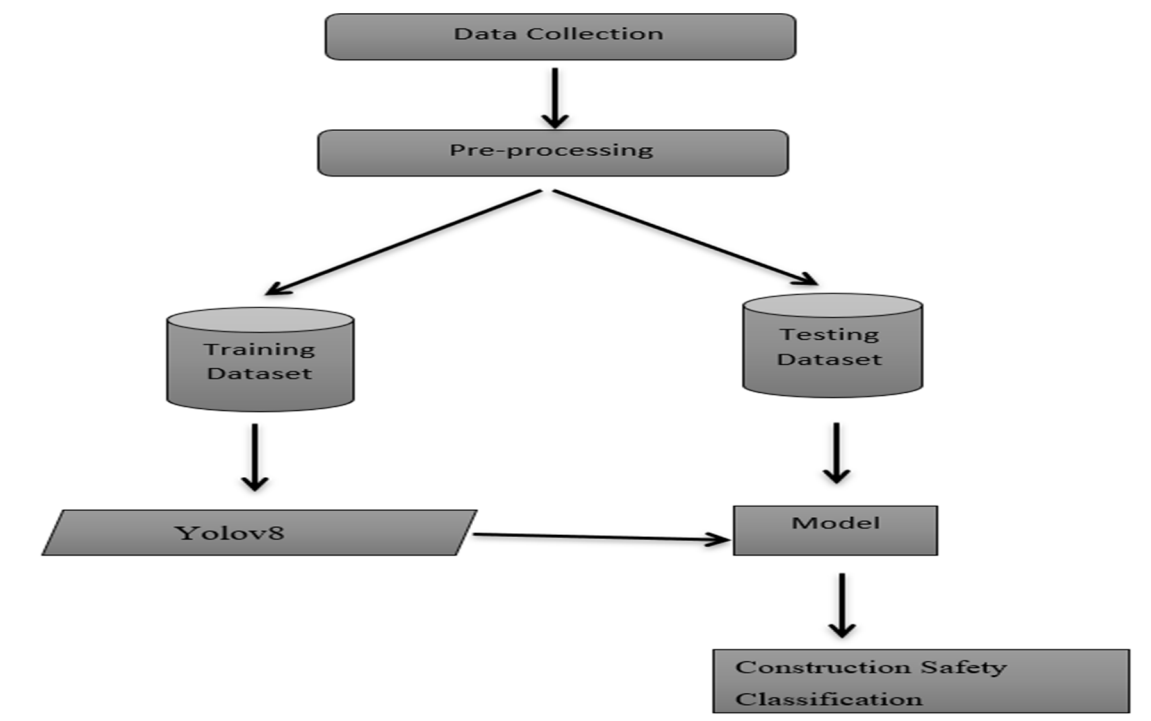 Data Collection
Pre-processing
Training
Dataset
Testing
Dataset
Yolov8
Model
Construction Safety
Classification